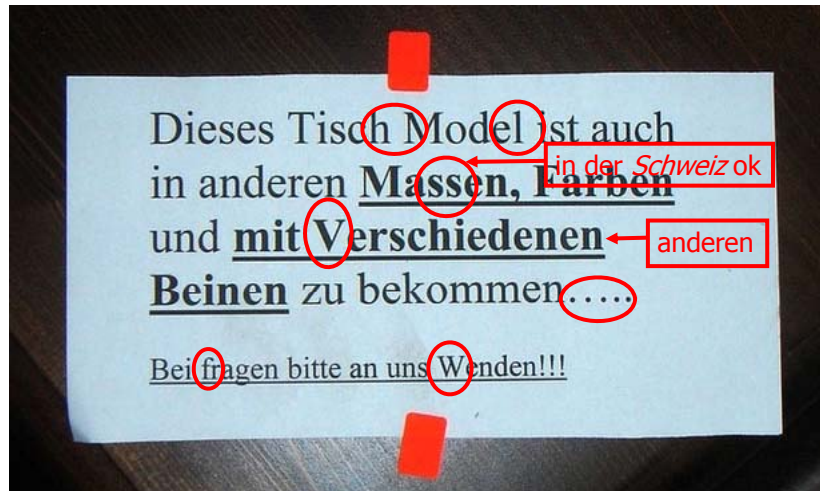 Dieses Tisch Model ist auch
in der Schweiz ok
in anderen Massen, Farben
und mit Verschiedenen
anderen
Beinen zu bekommen.....
Bei fragen bitte an uns Wenden!!!